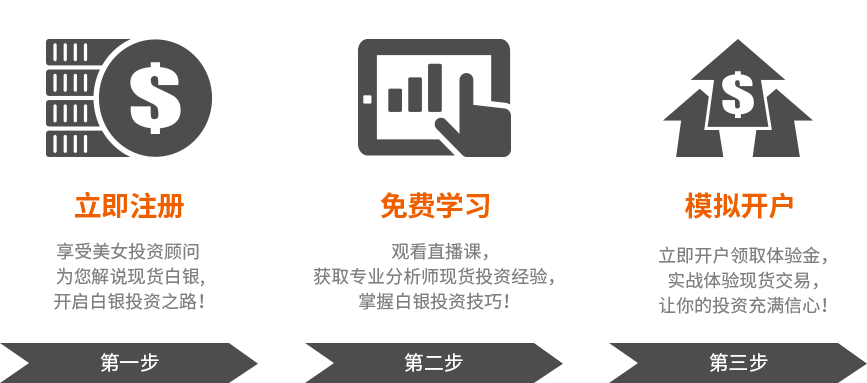 $
立即注册
享受美女投资顾问
为您解说现货白银,
开启白银投资之路!
第一步
免费学习
观看直播课，
获取专业分析师现货投资经验，
掌握白银投资技巧!
第二步
$
模拟开户
立即开户领取体验金，
实战体验现货交易，
让你的投资充满信心!
第三步